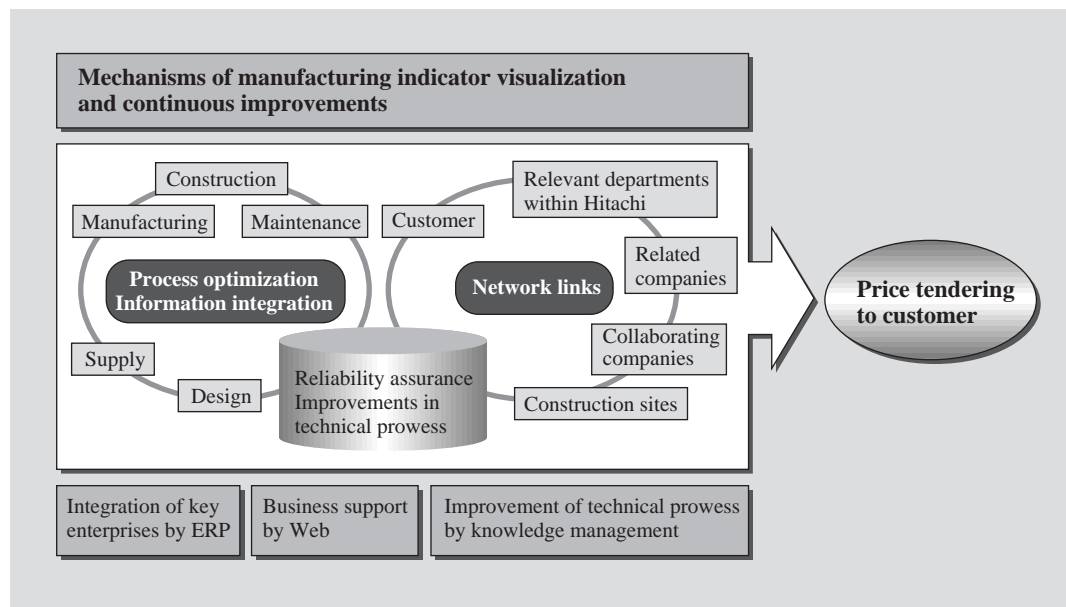 Mechanisms of manufacturing indicator visualization
and continuous improvements
Construction
Manufacturing
Maintenance
Process optimization
Information integration
Supply
Design
Customer
Relevant departments
within Hitachi
Related
companies
Network links
Collaborating
companies
Construction sites
Reliability assurance
Improvements in
technical prowess
Price tendering
to customer
Integration of key
enterprises by ERP
Business support
by Web
Improvement of technical prowess
by knowledge management